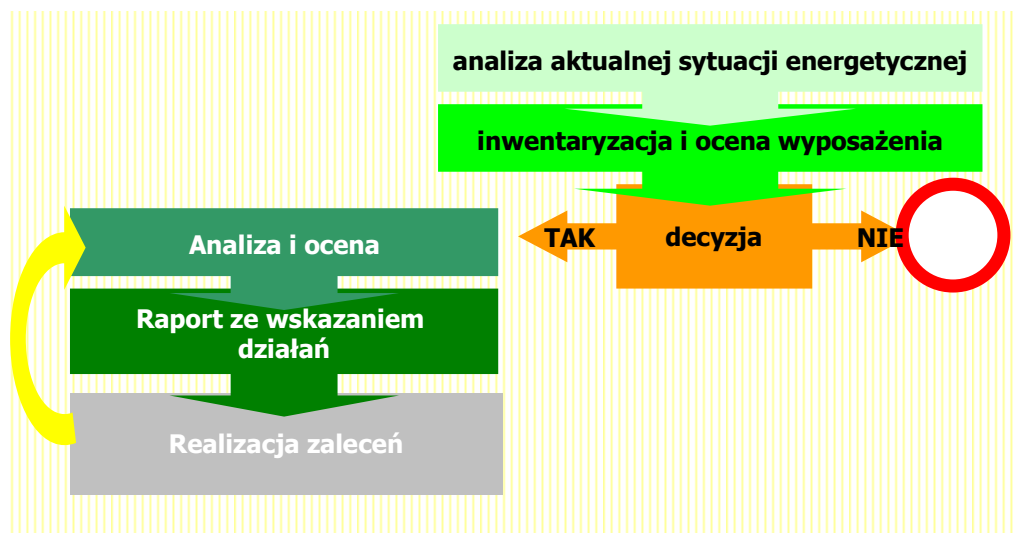 analiza aktualnej sytuacji energetycznej
inwentaryzacja i ocena wyposażenia
TAK
decyzja
NIE
Analiza i ocena
Raport ze wskazaniem
działań
Realizacja zaleceń